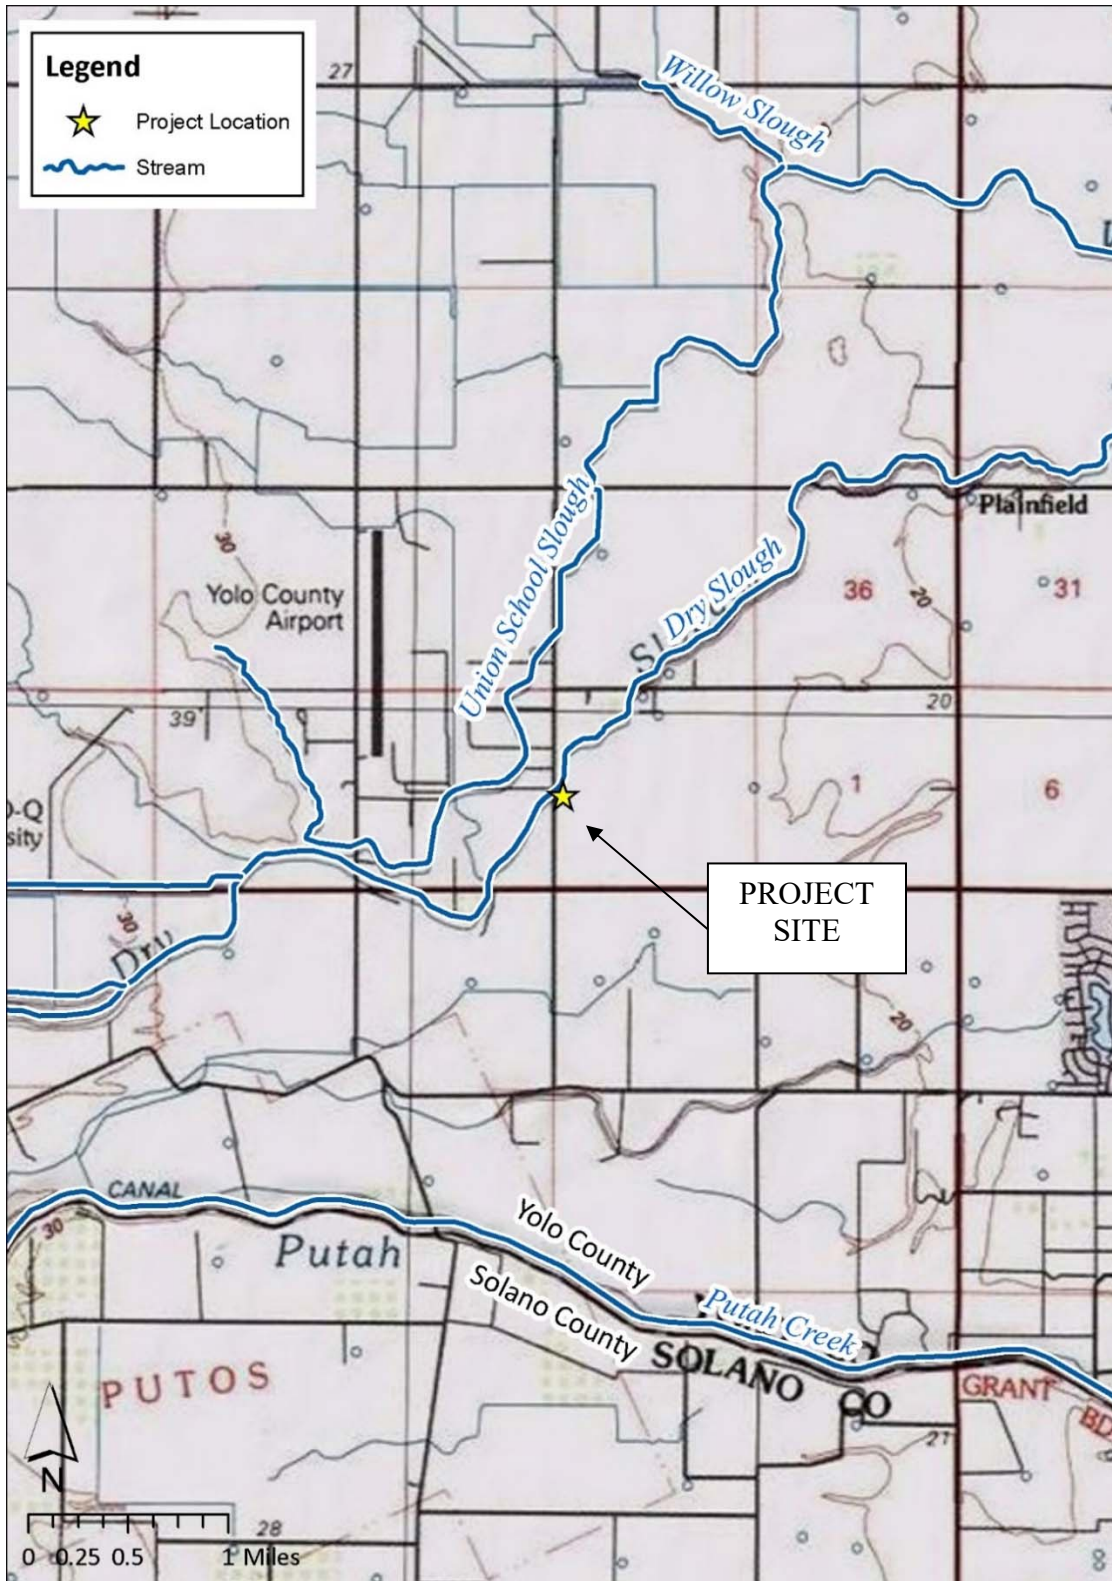 Legend
Project Location
Stream
27
Willow Slough
Union School Slough
Dry Slough
Plainfield
30
Yolo County
Airport
36
20
31
39
20
1
6
PROJECT
SITE
30
20
CANAL
30
Putah
Yolo County
Solano County
Putah Creek
SOLANO CO
PUTOS
GRANT
21
N
28
0 0.25 0.5 1 Miles